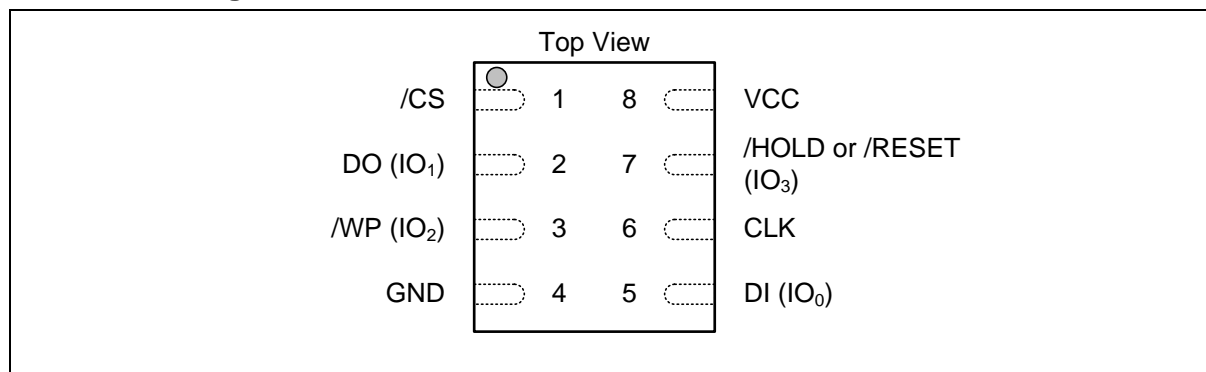 Top View
/CS 1 8 VCC
DO (IO₁) 2 7 /HOLD or /RESET
(IO₃)
/WP (IO₂) 3 6 CLK
GND 4 5 DI (IO₀)